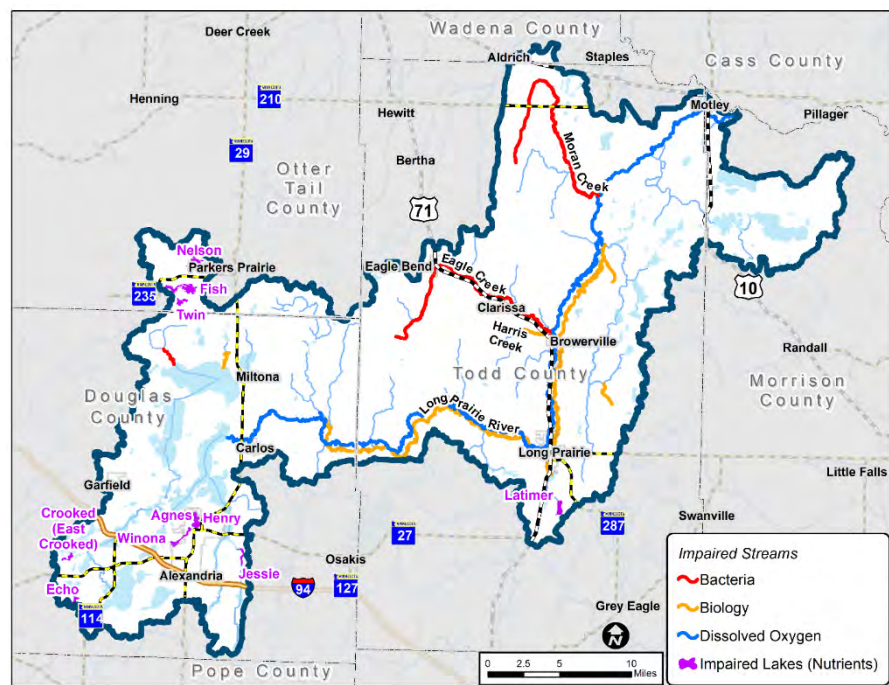 Deer Creek
Wadena County
Aldrich
Staples
Cass County
Henning
210
Hewitt
Motley
Pillager
29
Otter
Tail
County
Bertha
Moran Creek
71
Nelson
Parkers Prairie
Eagle Bend
Eagle Creek
10
235
Fish
Twin
Clarissa
Harris
Creek
Browerville
Randall
Douglas
County
Miltona
Todd County
Morrison
County
Long Prairie River
Carlos
Long Prairie
Little Falls
Garfield
Latimer
Crooked
(East
Crooked)
Agnes
Henry
Winona
27
287
Swanville
Osakis
Jessie
Alexandria
94
127
Echo
114
Grey Eagle
Pope County
0 2.5 5 10
Miles
Impaired Streams
Bacteria
Biology
Dissolved Oxygen
Impaired Lakes (Nutrients)